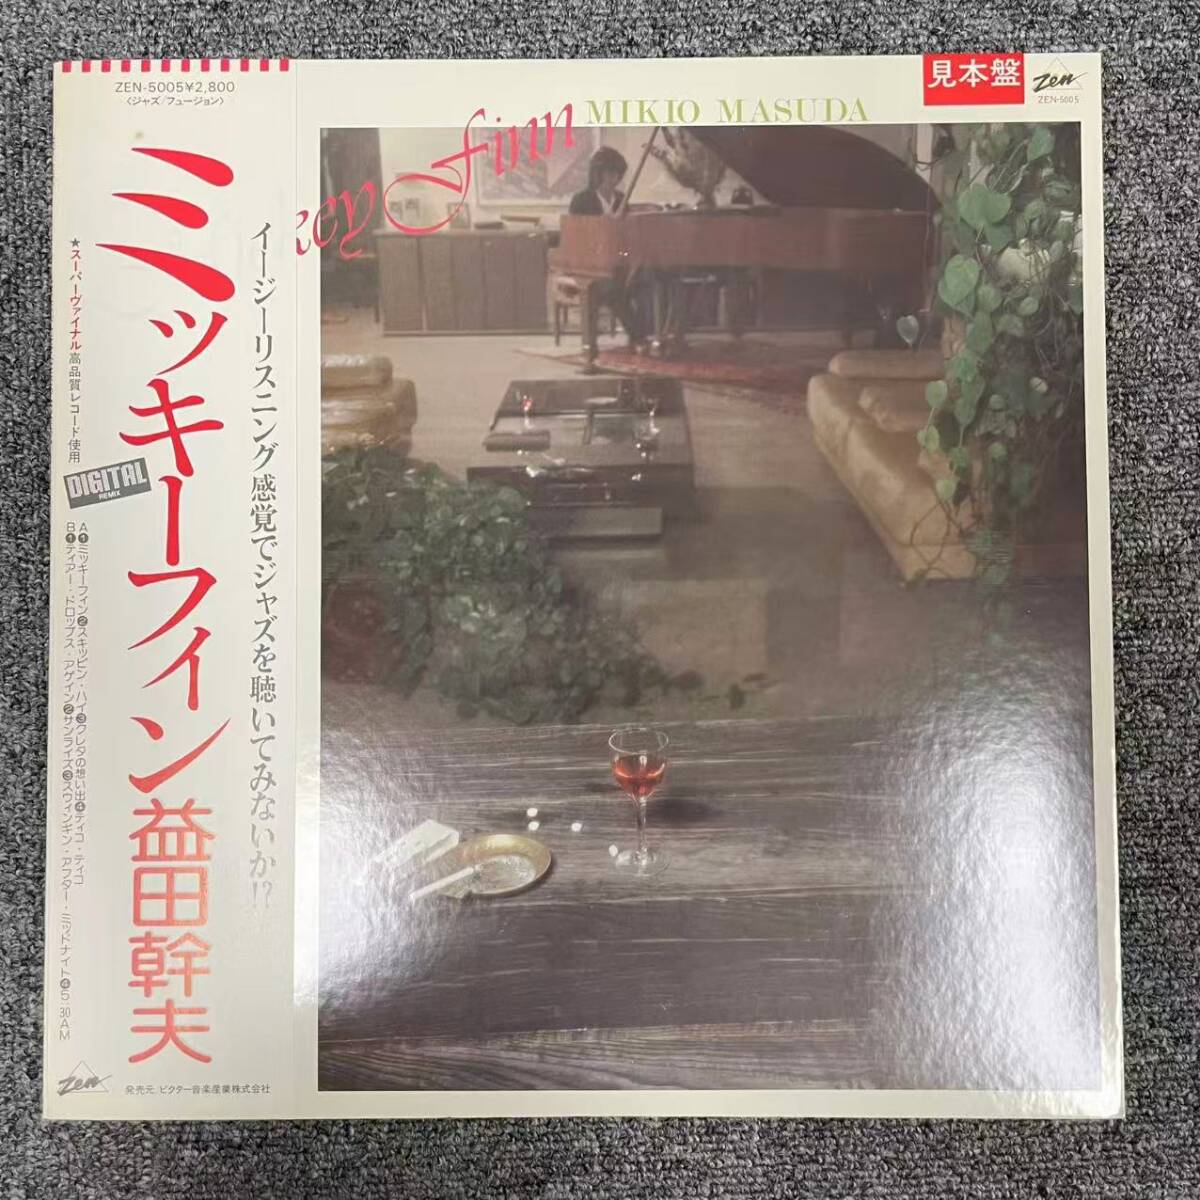 ZEN-5005¥2,800
〈ジャズ/フュージョン〉
ミッキーフィン
益田幹夫
イージーリスニング感覚でジャズを聴いてみないか!?
★スーパーヴァイナル高品質レコード使用
DIGITAL
REMIX
A❶ミッキーフィン❷スキッピン・ハイ❸クレタの想い出❹ティコ・ティコ
B❶ティアー・ドロップス・アゲイン❷サンライズ❸スウィンギン・アフター・ミッドナイト❹5:30AM
Zen
発売元/ビクター音楽産業株式会社
key Finn
MIKIO MASUDA
見本盤
Zen
ZEN-5005